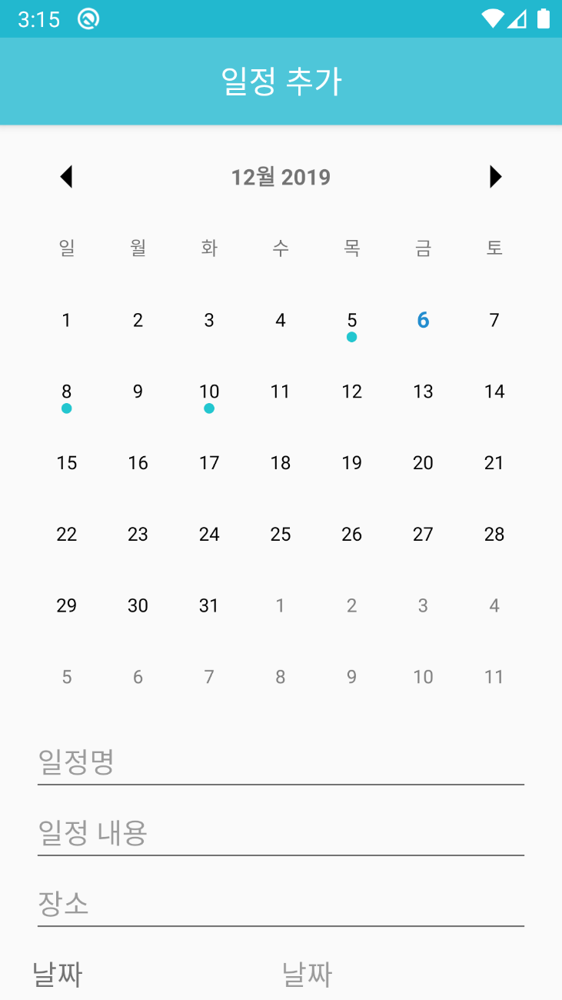 3:15
일정 추가
12월 2019
일 월 화 수 목 금 토
1 2 3 4 5 6 7
8 9 10 11 12 13 14
15 16 17 18 19 20 21
22 23 24 25 26 27 28
29 30 31 1 2 3 4
5 6 7 8 9 10 11
일정명
일정 내용
장소
날짜 날짜